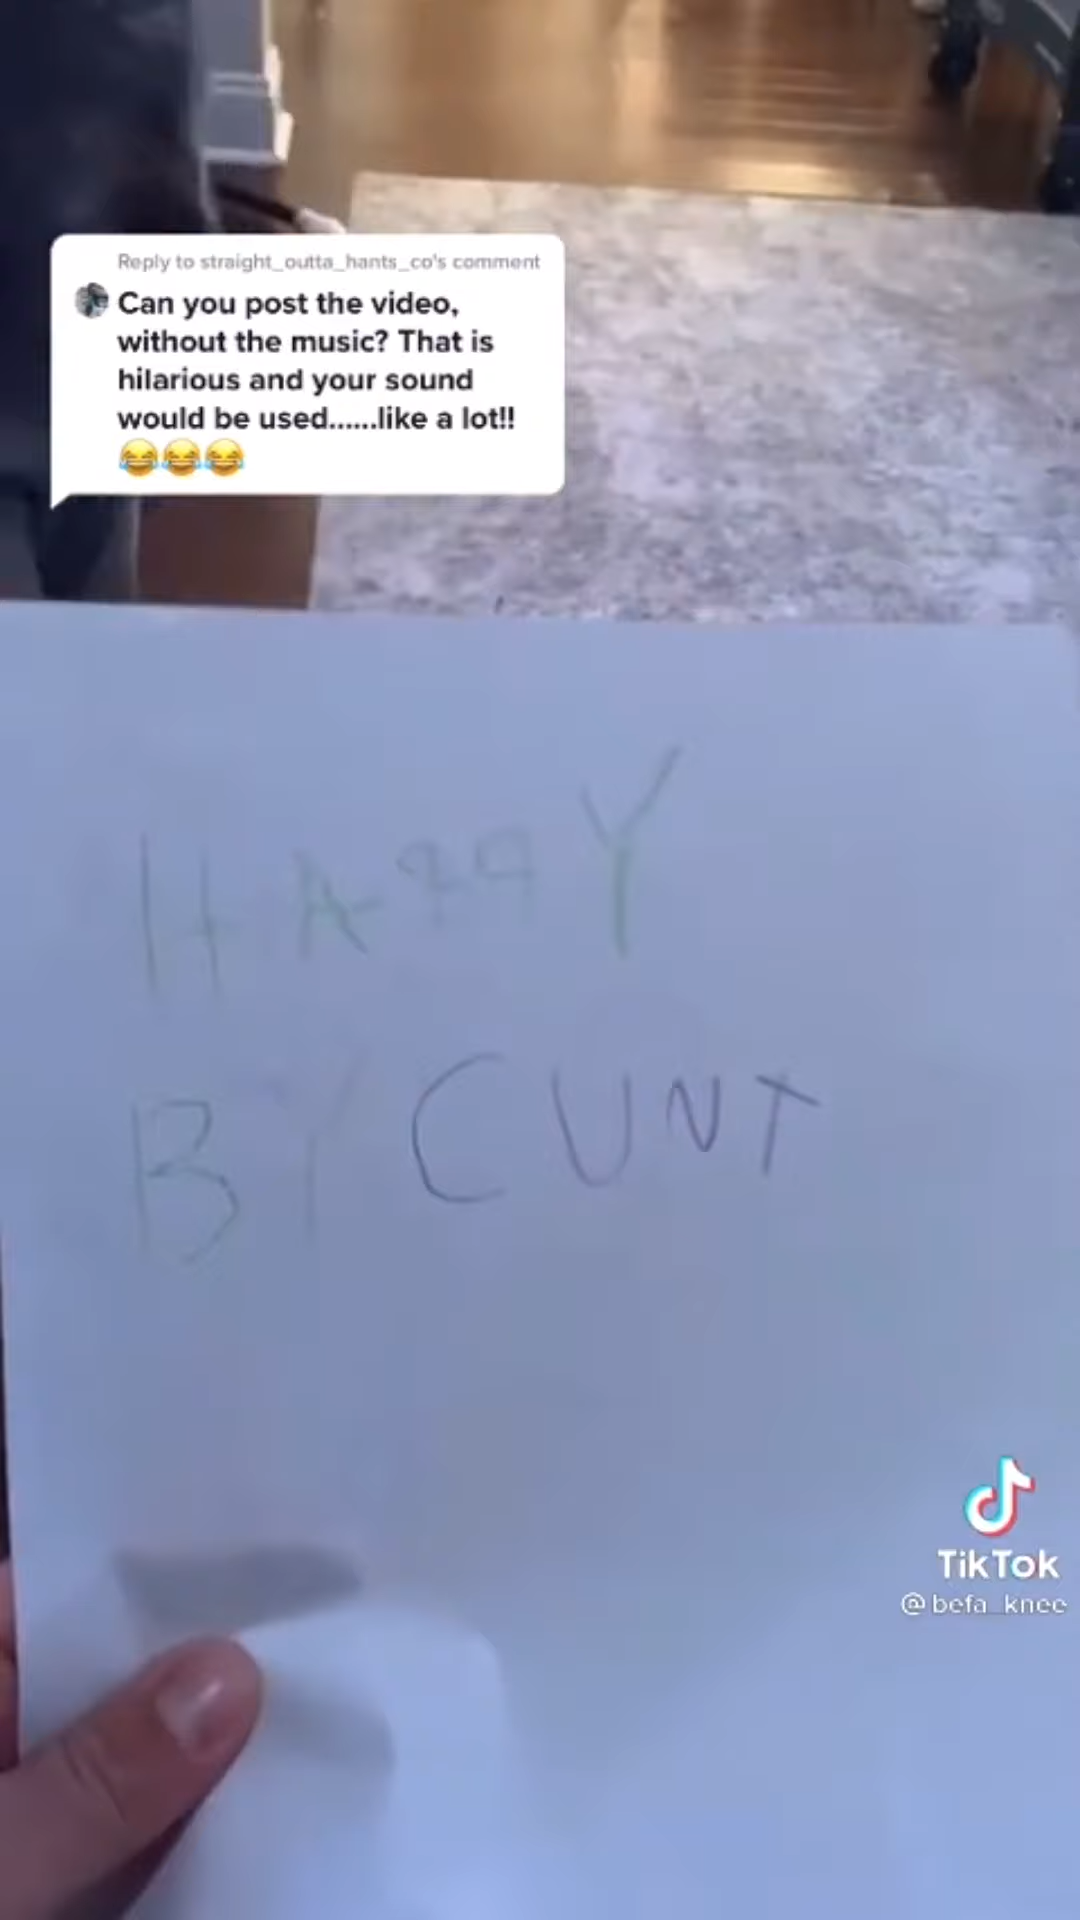 Reply to straight_outta_hants_co's comment
Can you post the video,
without the music? That is
hilarious and your sound
would be used......like a lot!!
😂😂😂
HAPPY
BY CUNT
TikTok
@befa_knee